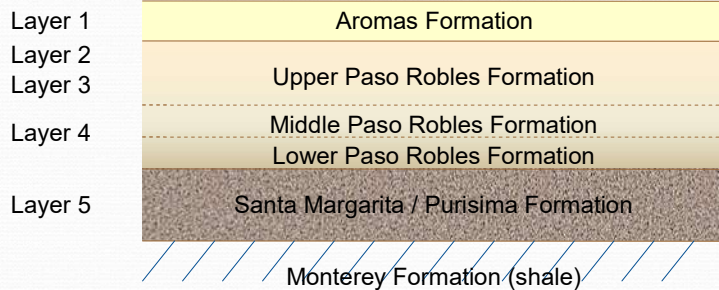 Layer 1
Aromas Formation
Layer 2
Layer 3
Upper Paso Robles Formation
Layer 4
Middle Paso Robles Formation
Lower Paso Robles Formation
Layer 5
Santa Margarita / Purisima Formation
Monterey Formation (shale)